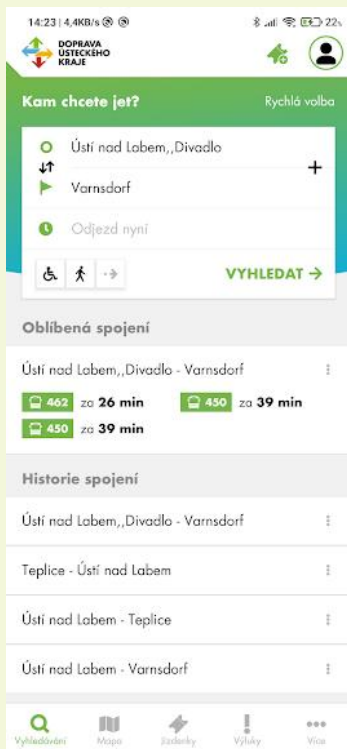 14:23 | 4,4KB/s
22%
DOPRAVA
ÚSTECKÉHO
KRAJE
Kam chcete jet?
Rychlá volba
Ústí nad Labem,,Divadlo
Varnsdorf
Odjezd nyní
VYHLEDAT →
Oblíbená spojení
Ústí nad Labem,,Divadlo - Varnsdorf
462 za 26 min 450 za 39 min
450 za 39 min
Historie spojení
Ústí nad Labem,,Divadlo - Varnsdorf
Teplice - Ústí nad Labem
Ústí nad Labem - Teplice
Ústí nad Labem - Varnsdorf
Vyhledávání Mapa Jízdenky Výluky Více